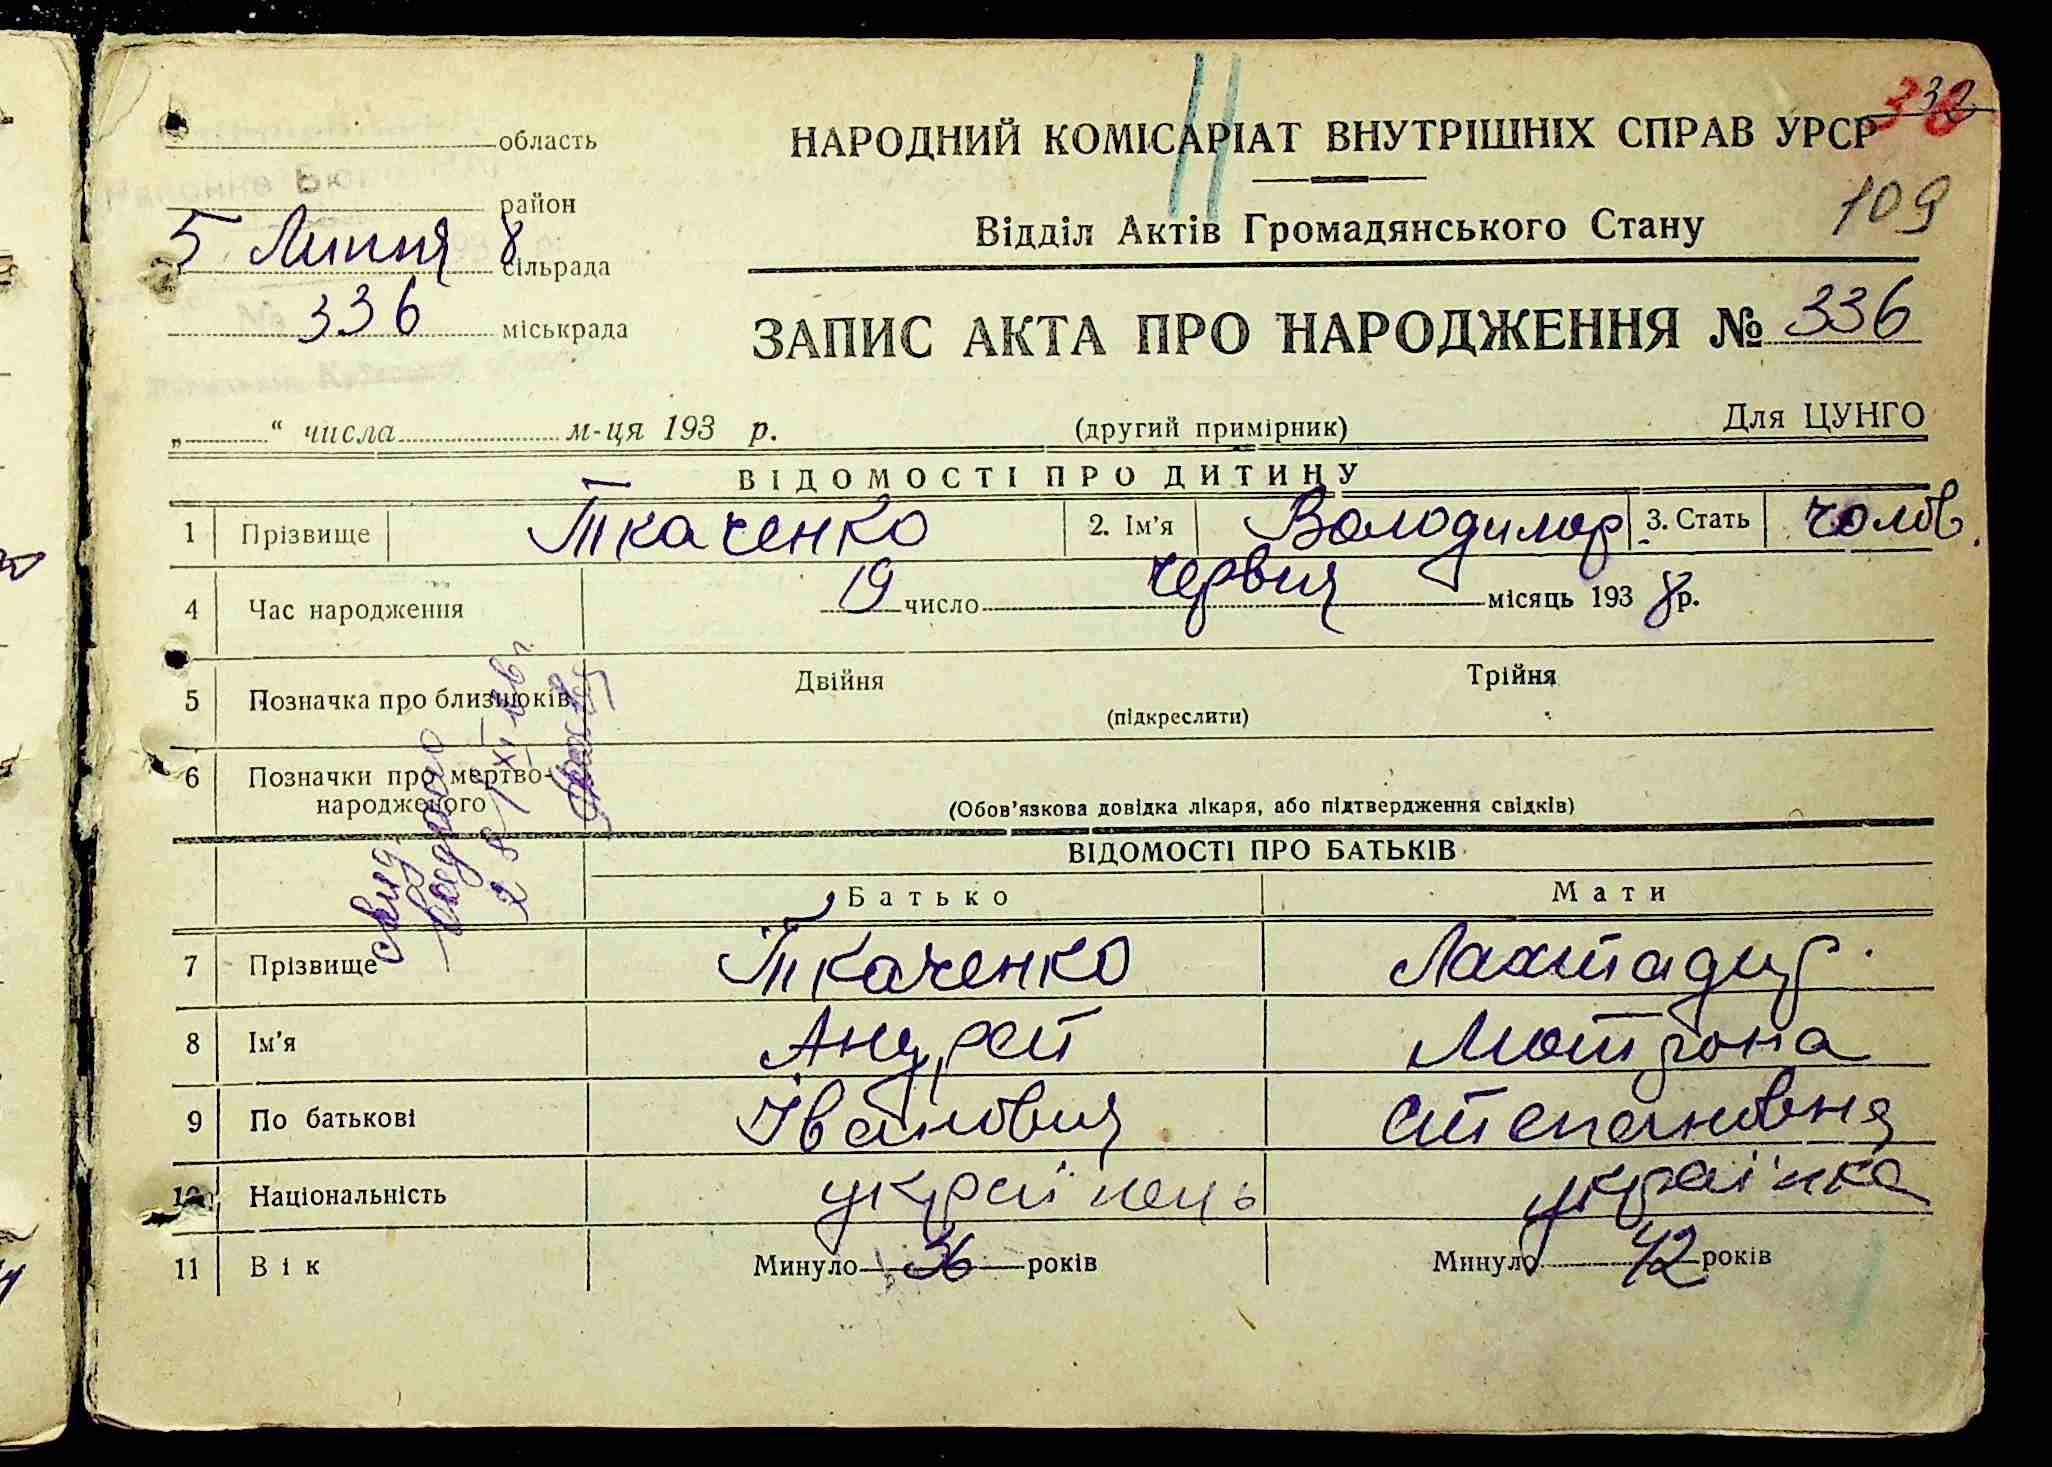 НАРОДНИЙ КОМІСАРІАТ ВНУТРІШНІХ СПРАВ УРСР
109
Відділ Актів Громадянського Стану
область
район
5 Липня 8 сільрада
336 міськрада
ЗАПИС АКТА ПРО НАРОДЖЕННЯ № 336
„ “ числа м-ця 193 р. (другий примірник) Для ЦУНГО
ВІДОМОСТІ ПРО ДИТИНУ
1 Прізвище Ткаченко 2. Ім’я Володимир 3. Стать чолов.
4 Час народження 19 число червня місяць 1938 р.
5 Позначка про близнюків Двійня Трійня
(підкреслити)
6 Позначки про мертво-
народженого (Обов’язкова довідка лікаря, або підтвердження свідків)
ВІДОМОСТІ ПРО БАТЬКІВ
Батько Мати
7 Прізвище Ткаченко
8 Ім’я Андрей Мотрона
9 По батькові Іванович Степановна
10 Національність українець українка
11 Вік Минуло 36 років Минуло 42 років